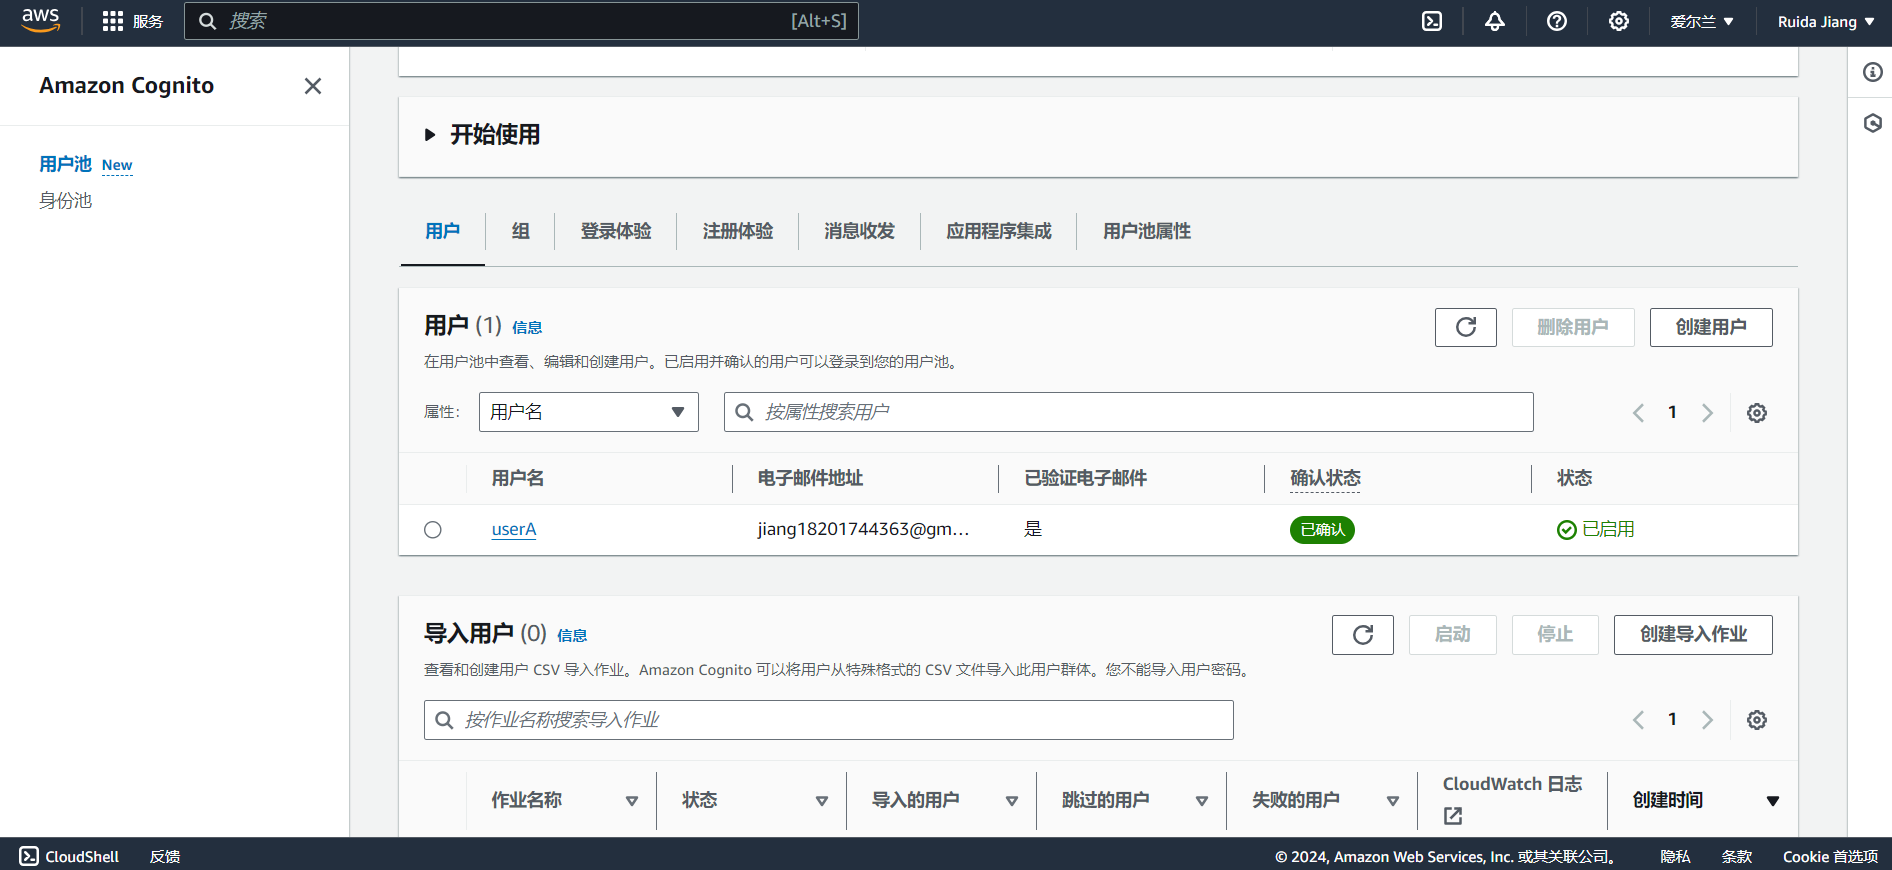 aws
服务
搜索
[Alt+S]
爱尔兰
Ruida Jiang
Amazon Cognito
用户池 New
身份池
开始使用
用户
组
登录体验
注册体验
消息收发
应用程序集成
用户池属性
用户 (1) 信息
删除用户
创建用户
在用户池中查看、编辑和创建用户。已启用并确认的用户可以登录到您的用户池。
属性:
用户名
按属性搜索用户
1
用户名
电子邮件地址
已验证电子邮件
确认状态
状态
userA
jiang18201744363@gm...
是
已确认
已启用
导入用户 (0) 信息
启动
停止
创建导入作业
查看和创建用户 CSV 导入作业。Amazon Cognito 可以将用户从特殊格式的 CSV 文件导入此用户群体。您不能导入用户密码。
按作业名称搜索导入作业
1
作业名称
状态
导入的用户
跳过的用户
失败的用户
CloudWatch 日志
创建时间
CloudShell
反馈
© 2024, Amazon Web Services, Inc. 或其关联公司。
隐私
条款
Cookie 首选项